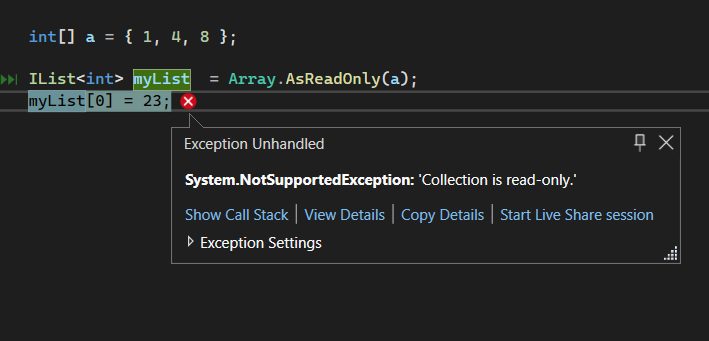 int[] a = { 1, 4, 8 };
IList<int> myList  = Array.AsReadOnly(a);
myList[0] = 23;
Exception Unhandled
System.NotSupportedException: 'Collection is read-only.'
Show Call Stack | View Details | Copy Details | Start Live Share session
Exception Settings